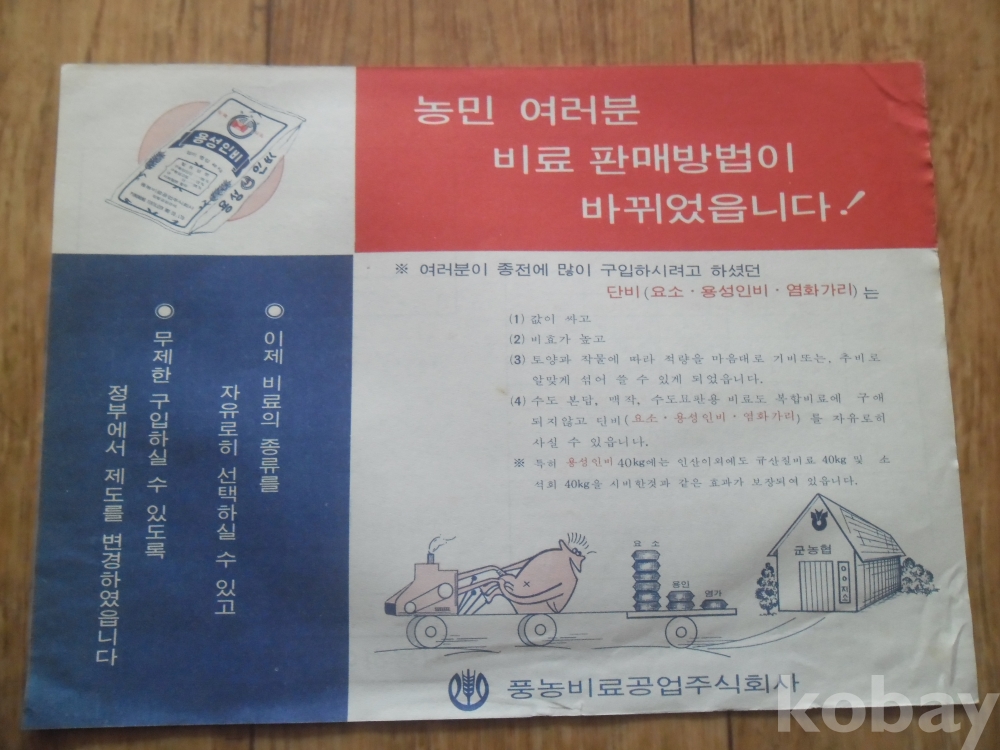 용성인비
용성인비
농민 여러분
비료 판매방법이
바뀌었읍니다!
● 이제 비료의 종류를
자유로히 선택하실 수 있고
● 무제한 구입하실 수 있도록
정부에서 제도를 변경하였읍니다
※ 여러분이 종전에 많이 구입하시려고 하셨던
단비(요소·용성인비·염화가리)는
(1) 값이 싸고
(2) 비효가 높고
(3) 토양과 작물에 따라 적량을 마음대로 기비또는, 추비로
알맞게 섞어 쓸 수 있게 되었읍니다.
(4) 수도 본답, 맥작, 수도묘판용 비료도 복합비료에 구애
되지않고 단비(요소·용성인비·염화가리)를 자유로히
사실 수 있읍니다.
※ 특히 용성인비 40kg에는 인산이외에도 규산질비료 40kg 및 소
석회 40kg을 시비한것과 같은 효과가 보장되여 있읍니다.
요소
용인
염가
군농협
풍농비료공업주식회사
kobay